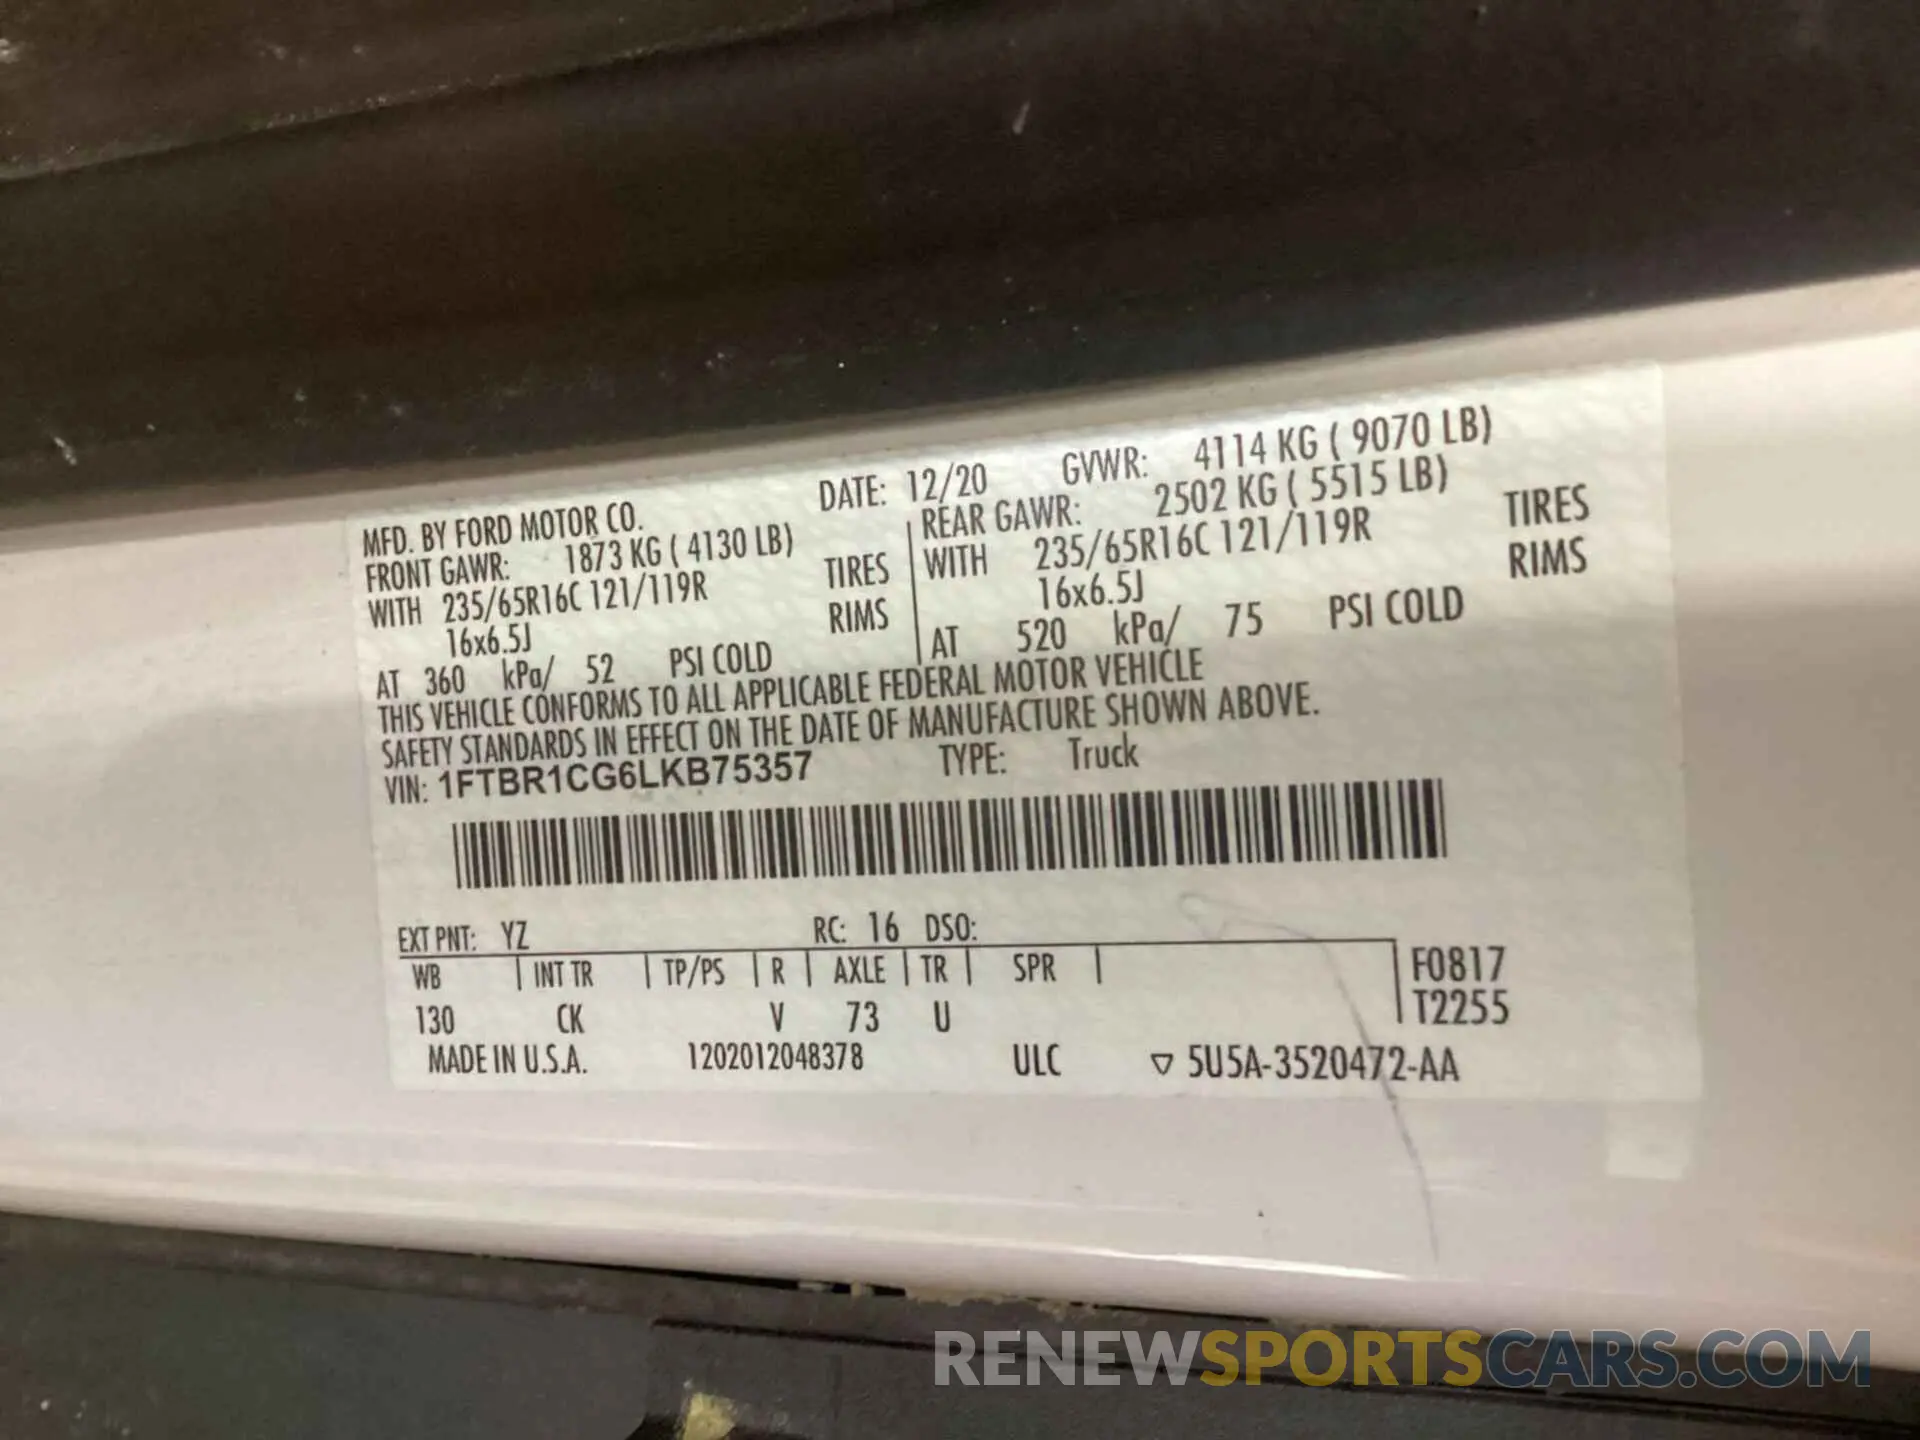 MFD. BY FORD MOTOR CO. DATE: 12/20 GVWR: 4114 KG ( 9070 LB)
FRONT GAWR: 1873 KG ( 4130 LB) REAR GAWR: 2502 KG ( 5515 LB)
WITH 235/65R16C 121/119R TIRES WITH 235/65R16C 121/119R TIRES
16x6.5J RIMS 16x6.5J RIMS
AT 360 kPa/ 52 PSI COLD AT 520 kPa/ 75 PSI COLD
THIS VEHICLE CONFORMS TO ALL APPLICABLE FEDERAL MOTOR VEHICLE
SAFETY STANDARDS IN EFFECT ON THE DATE OF MANUFACTURE SHOWN ABOVE.
VIN: 1FTBR1CG6LKB75357 TYPE: Truck
EXT PNT: YZ RC: 16 DSO:
WB INT TR TP/PS R AXLE TR SPR F0817
130 CK V 73 U T2255
MADE IN U.S.A. 1202012048378 ULC ▽ 5U5A-3520472-AA
RENEWSPORTSCARS.COM